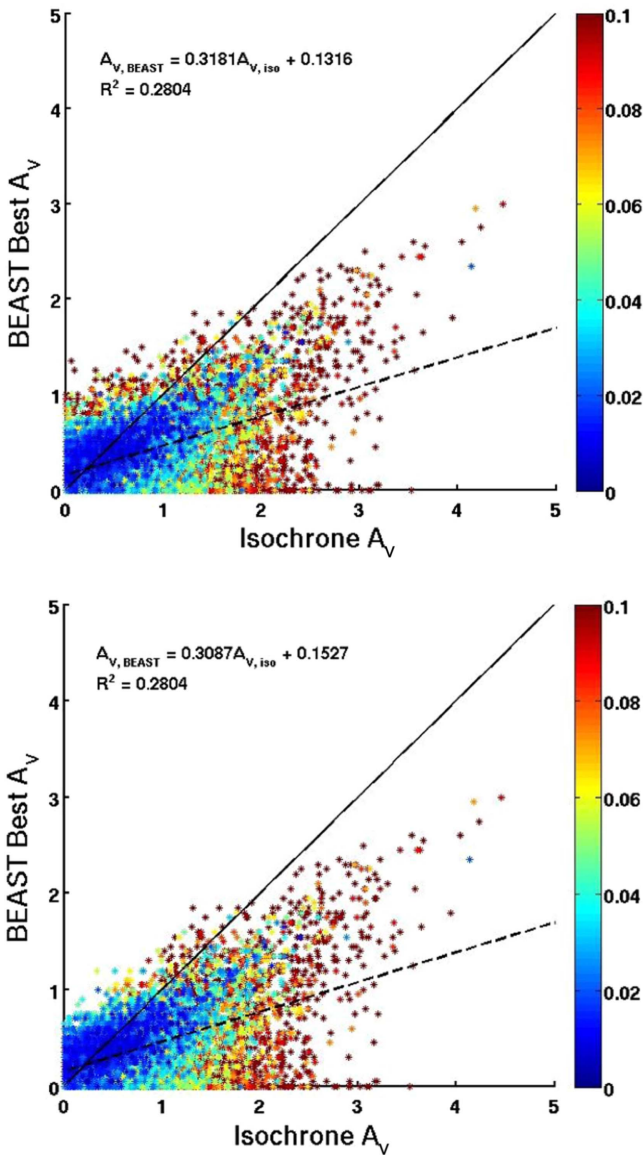 A_V, BEAST = 0.3181A_V, iso + 0.1316
R² = 0.2804
BEAST Best A_V
5
4
3
2
1
0
0 1 2 3 4 5
Isochrone A_V
0.1
0.08
0.06
0.04
0.02
0
A_V, BEAST = 0.3087A_V, iso + 0.1527
R² = 0.2804
BEAST Best A_V
5
4
3
2
1
0
0 1 2 3 4 5
Isochrone A_V
0.1
0.08
0.06
0.04
0.02
0